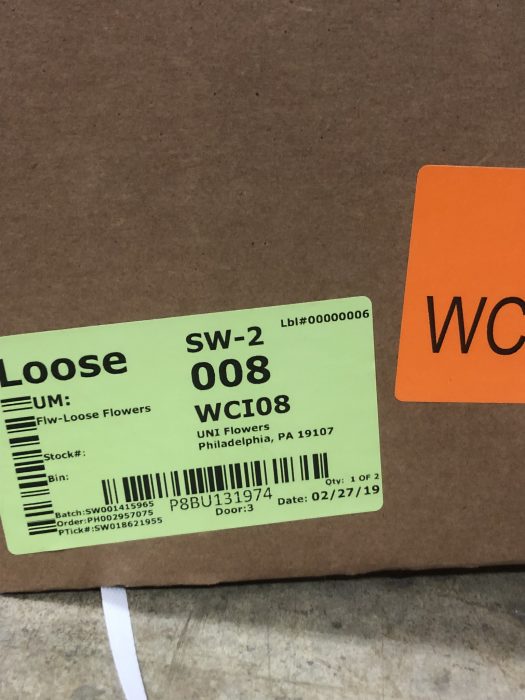 Loose
SW-2
Lbl#00000006
008
UM:
Flw-Loose Flowers
WCI08
UNI Flowers
Philadelphia, PA 19107
Stock#:
Bin:
Batch:SW001415965
Order:PH002957075
PTick#:SW018621955
P8BU131974
Door:3
Qty: 1 OF 2
Date: 02/27/19
WC